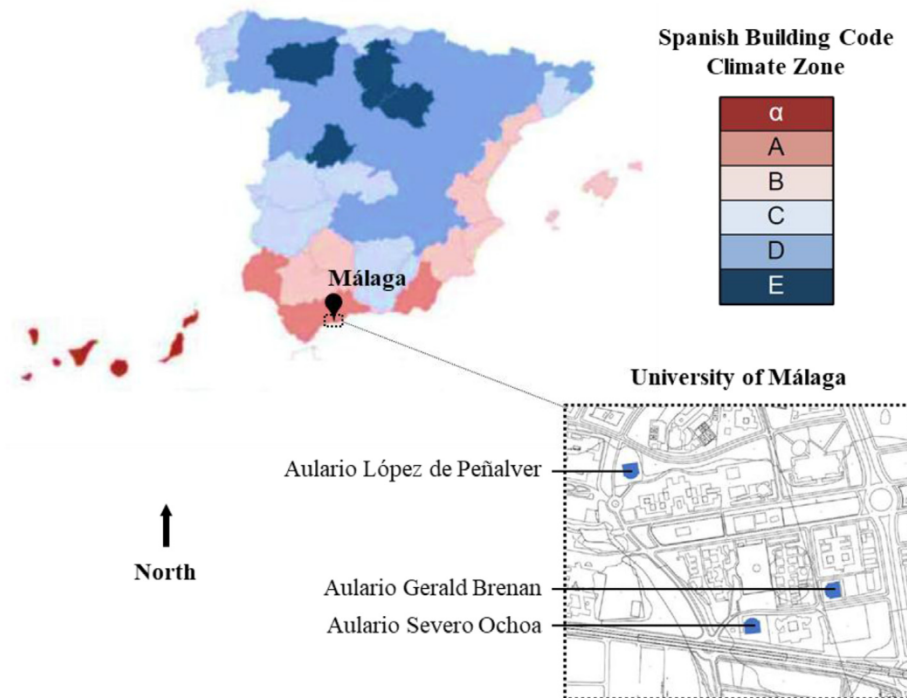 Spanish Building Code
Climate Zone
α
A
B
C
D
E
Málaga
University of Málaga
Aulario López de Peñalver
North
Aulario Gerald Brenan
Aulario Severo Ochoa